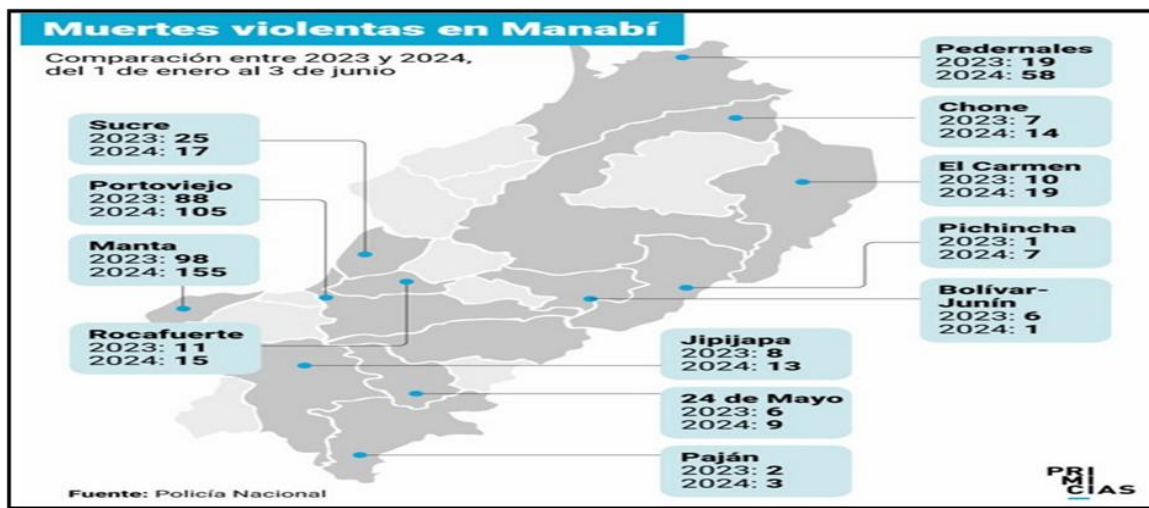 Muertes violentas en Manabí
Comparación entre 2023 y 2024,
del 1 de enero al 3 de junio
Sucre
2023: 25
2024: 17
Portoviejo
2023: 88
2024: 105
Manta
2023: 98
2024: 155
Rocafuerte
2023: 11
2024: 15
Pedernales
2023: 19
2024: 58
Chone
2023: 7
2024: 14
El Carmen
2023: 10
2024: 19
Pichincha
2023: 1
2024: 7
Bolívar-
Junín
2023: 6
2024: 1
Jipijapa
2023: 8
2024: 13
24 de Mayo
2023: 6
2024: 9
Paján
2023: 2
2024: 3
Fuente: Policía Nacional
PRI
MI
CIAS